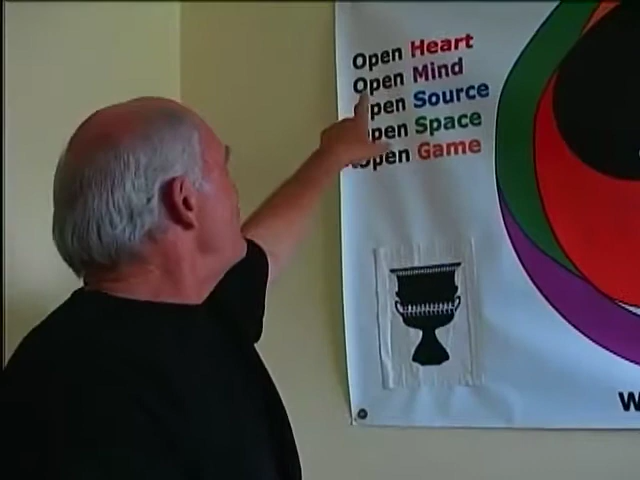 Open Heart
Open Mind
Open Source
Open Space
Open Game
W